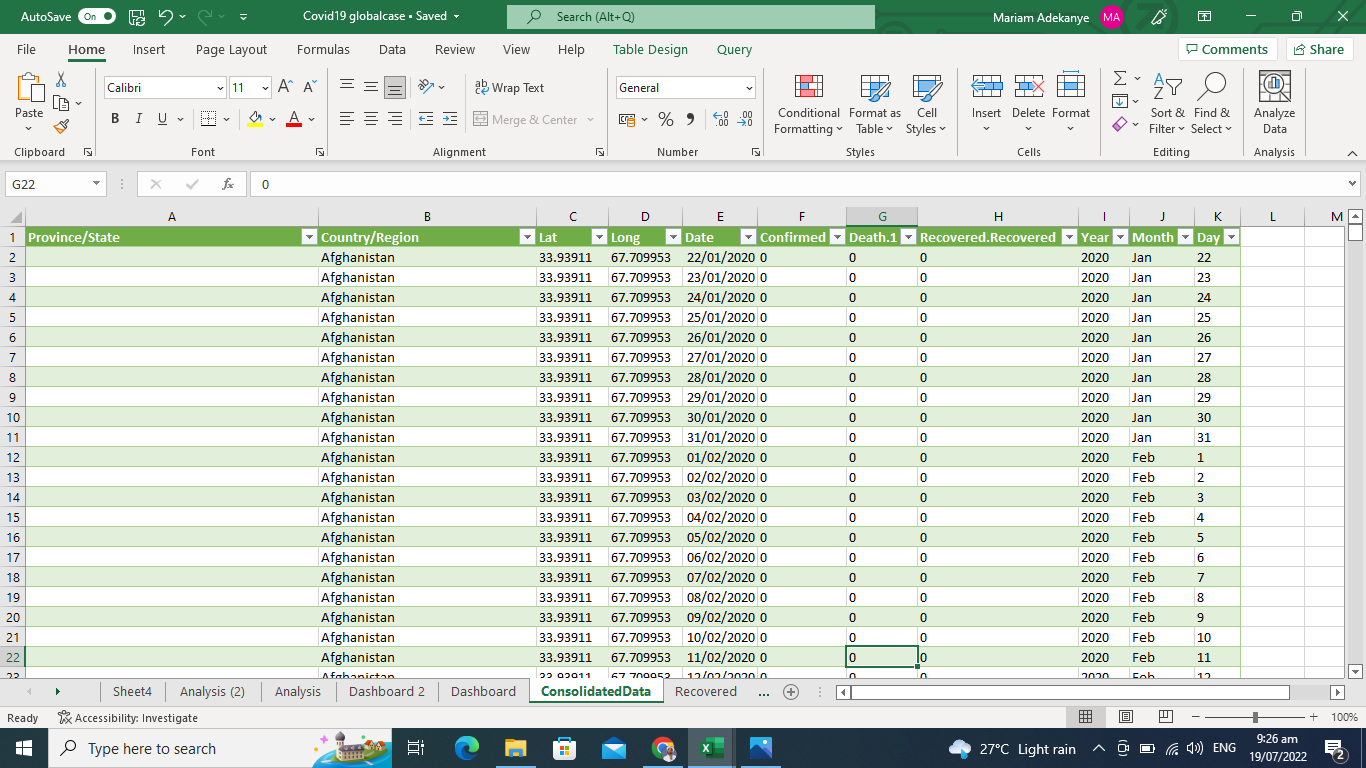 AutoSave On Covid19 globalcase • Saved Search (Alt+Q) Mariam Adekanye MA
File Home Insert Page Layout Formulas Data Review View Help Table Design Query Comments Share
Calibri 11 Wrap Text General
Paste B I U Merge & Center % Conditional Formatting Format as Table Cell Styles Insert Delete Format Sort & Filter Find & Select Analyze Data
Clipboard Font Alignment Number Styles Cells Editing Analysis
G22 fx 0
A B C D E F G H I J K L M
1 Province/State Country/Region Lat Long Date Confirmed Death.1 Recovered.Recovered Year Month Day
2 Afghanistan 33.93911 67.709953 22/01/2020 0 0 0 2020 Jan 22
3 Afghanistan 33.93911 67.709953 23/01/2020 0 0 0 2020 Jan 23
4 Afghanistan 33.93911 67.709953 24/01/2020 0 0 0 2020 Jan 24
5 Afghanistan 33.93911 67.709953 25/01/2020 0 0 0 2020 Jan 25
6 Afghanistan 33.93911 67.709953 26/01/2020 0 0 0 2020 Jan 26
7 Afghanistan 33.93911 67.709953 27/01/2020 0 0 0 2020 Jan 27
8 Afghanistan 33.93911 67.709953 28/01/2020 0 0 0 2020 Jan 28
9 Afghanistan 33.93911 67.709953 29/01/2020 0 0 0 2020 Jan 29
10 Afghanistan 33.93911 67.709953 30/01/2020 0 0 0 2020 Jan 30
11 Afghanistan 33.93911 67.709953 31/01/2020 0 0 0 2020 Jan 31
12 Afghanistan 33.93911 67.709953 01/02/2020 0 0 0 2020 Feb 1
13 Afghanistan 33.93911 67.709953 02/02/2020 0 0 0 2020 Feb 2
14 Afghanistan 33.93911 67.709953 03/02/2020 0 0 0 2020 Feb 3
15 Afghanistan 33.93911 67.709953 04/02/2020 0 0 0 2020 Feb 4
16 Afghanistan 33.93911 67.709953 05/02/2020 0 0 0 2020 Feb 5
17 Afghanistan 33.93911 67.709953 06/02/2020 0 0 0 2020 Feb 6
18 Afghanistan 33.93911 67.709953 07/02/2020 0 0 0 2020 Feb 7
19 Afghanistan 33.93911 67.709953 08/02/2020 0 0 0 2020 Feb 8
20 Afghanistan 33.93911 67.709953 09/02/2020 0 0 0 2020 Feb 9
21 Afghanistan 33.93911 67.709953 10/02/2020 0 0 0 2020 Feb 10
22 Afghanistan 33.93911 67.709953 11/02/2020 0 0 0 2020 Feb 11
23 Afghanistan 33.93911 67.709953 12/02/2020 0 0 0 2020 Feb 12
Sheet4 Analysis (2) Analysis Dashboard 2 Dashboard ConsolidatedData Recovered ...
Ready Accessibility: Investigate 100%
Type here to search 27°C Light rain ENG 9:26 am
19/07/2022 2